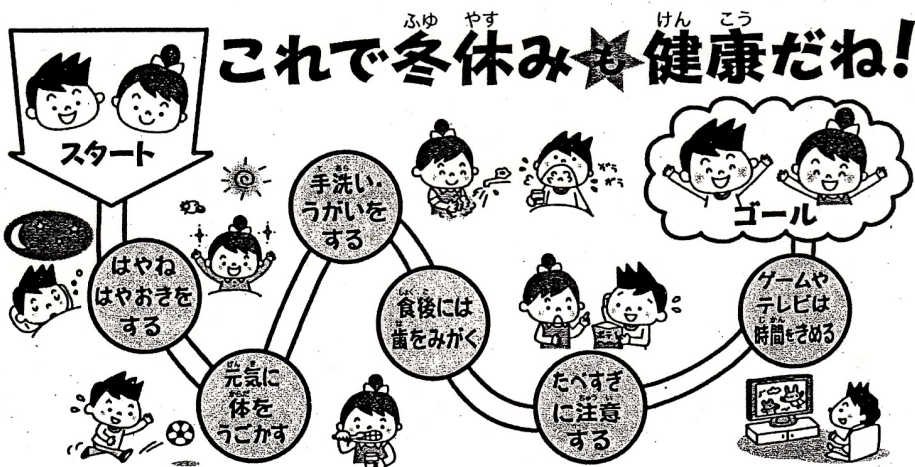 これで冬休みも健康だね!
スタート
はやね
はやおきを
する
元気に
体を
うごかす
手洗い・
うがいを
する
食後には
歯をみがく
たべすぎ
に注意
する
ゲームや
テレビは
時間をきめる
ゴール
ガラ
ガラ